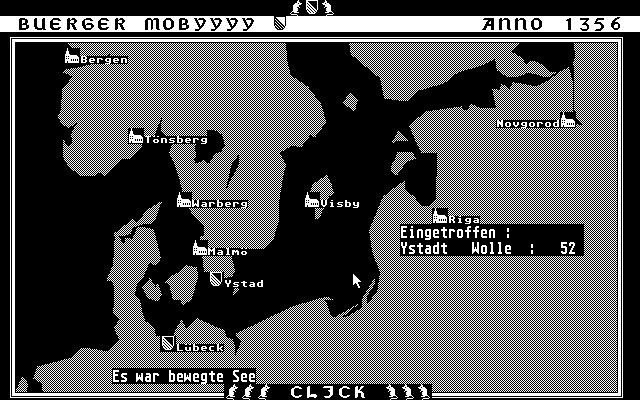 BUERGER MOBYYYY
ANNO 1356
Bergen
Novgorod
Tonsberg
Warberg
Visby
Riga
Eingetroffen :
Ystadt Wolle : 52
Malmo
Ystad
Lubeck
Es war bewegte See
CLICK